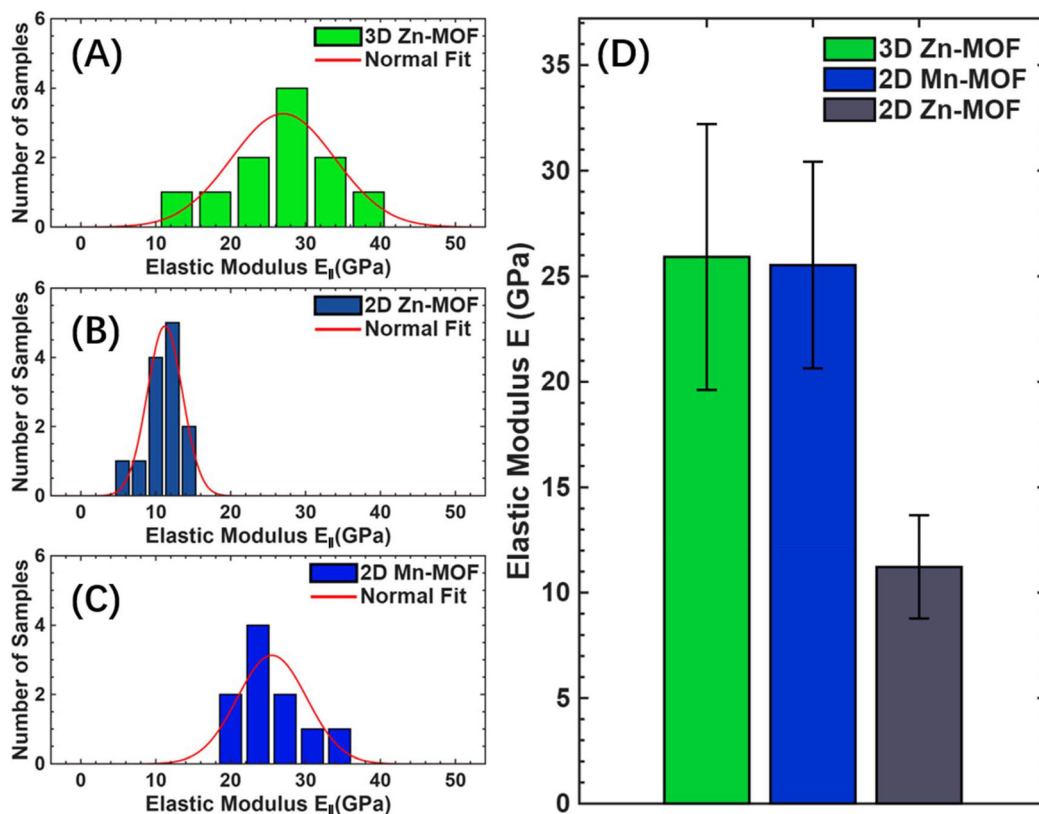 (A)
3D Zn-MOF
Normal Fit
Number of Samples
6
4
2
0
0 10 20 30 40 50
Elastic Modulus E||(GPa)
(B)
2D Zn-MOF
Normal Fit
Number of Samples
6
4
2
0
0 10 20 30 40 50
Elastic Modulus E||(GPa)
(C)
2D Mn-MOF
Normal Fit
Number of Samples
6
4
2
0
0 10 20 30 40 50
Elastic Modulus E||(GPa)
(D)
3D Zn-MOF
2D Mn-MOF
2D Zn-MOF
Elastic Modulus E (GPa)
35
30
25
20
15
10
5
0